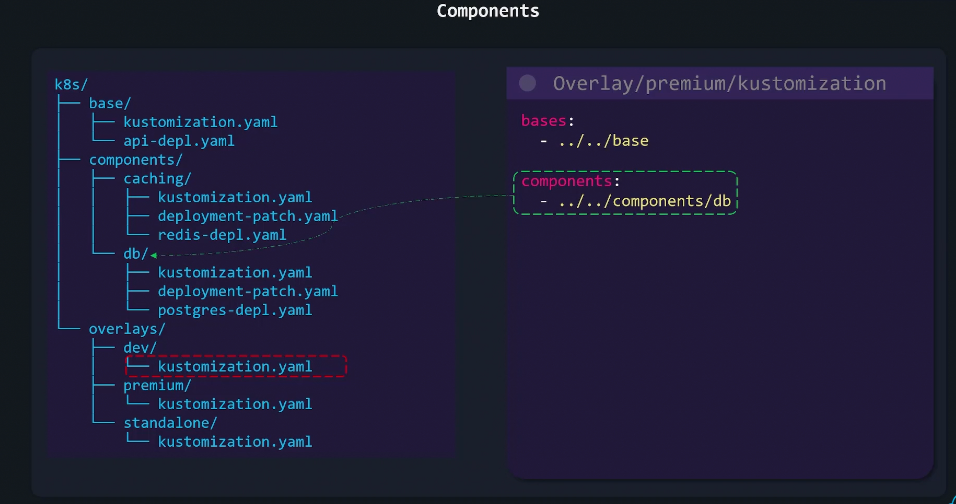 Components
k8s/
├── base/
│   ├── kustomization.yaml
│   └── api-depl.yaml
├── components/
│   ├── caching/
│   │   ├── kustomization.yaml
│   │   ├── deployment-patch.yaml
│   │   └── redis-depl.yaml
│   └── db/
│       ├── kustomization.yaml
│       ├── deployment-patch.yaml
│       └── postgres-depl.yaml
└── overlays/
    ├── dev/
    │   └── kustomization.yaml
    ├── premium/
    │   └── kustomization.yaml
    └── standalone/
        └── kustomization.yaml
Overlay/premium/kustomization
bases:
  - ../../base
components:
  - ../../components/db